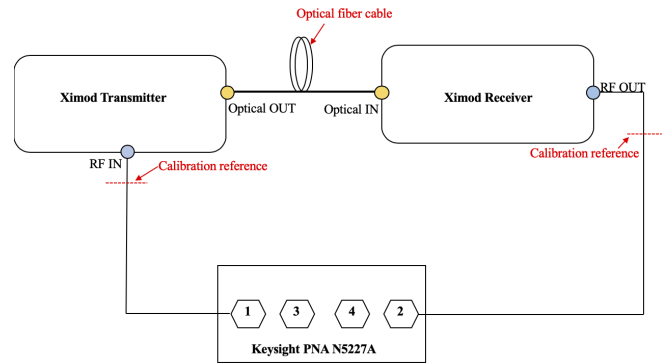 Optical fiber cable
Ximod Transmitter
Ximod Receiver
RF OUT
Optical OUT
Optical IN
RF IN
Calibration reference
Calibration reference
1
3
4
2
Keysight PNA N5227A